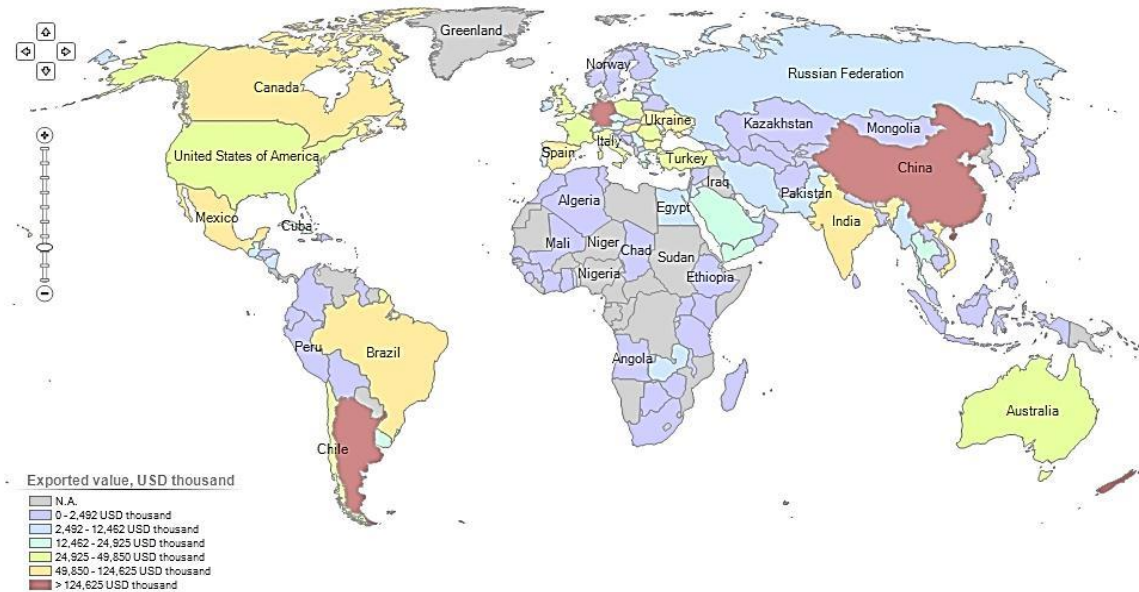 Greenland
Norway
Russian Federation
Canada
Ukraine
Kazakhstan
Mongolia
United States of America
Spain
Italy
Turkey
China
Iraq
Pakistan
Algeria
Egypt
India
Mexico
Cuba
Mali
Niger
Chad
Sudan
Nigeria
Ethiopia
Peru
Brazil
Angola
Australia
Chile
Exported value, USD thousand
N.A.
0 - 2,492 USD thousand
2,492 - 12,462 USD thousand
12,462 - 24,925 USD thousand
24,925 - 49,850 USD thousand
49,850 - 124,625 USD thousand
> 124,625 USD thousand